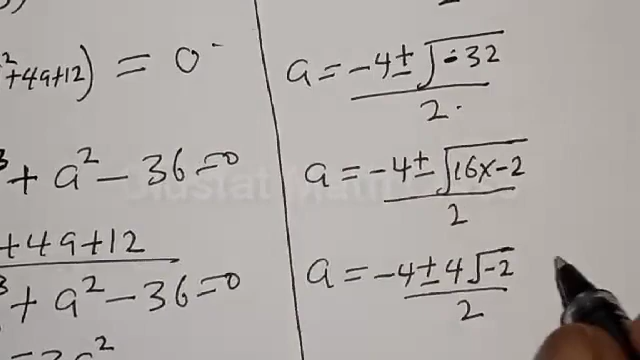 ²+4a+12) = 0
³ + a² - 36 = 0
+4a+12
³ + a² - 36 = 0
a = -4 ± √-32 / 2
a = -4 ± √16x-2 / 2
a = -4 ± 4√-2 / 2